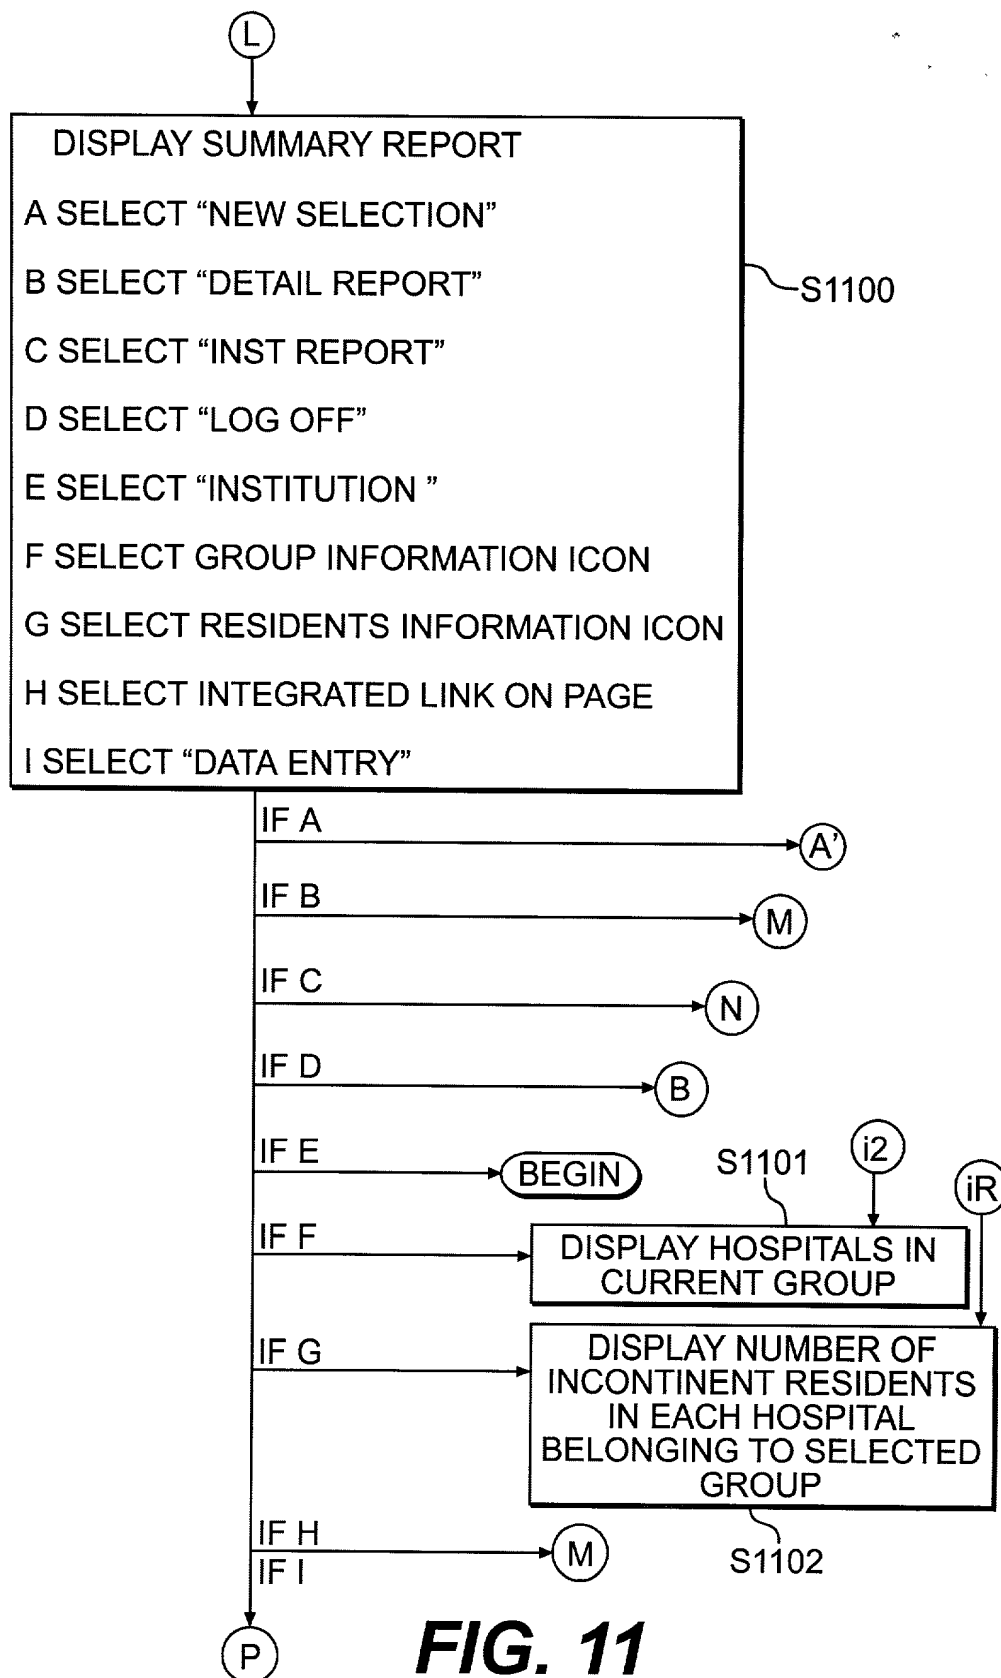 L
DISPLAY SUMMARY REPORT
A SELECT “NEW SELECTION”
B SELECT “DETAIL REPORT”
S1100
C SELECT “INST REPORT”
D SELECT “LOG OFF”
E SELECT “INSTITUTION ”
F SELECT GROUP INFORMATION ICON
G SELECT RESIDENTS INFORMATION ICON
H SELECT INTEGRATED LINK ON PAGE
I SELECT “DATA ENTRY”
IF A
A’
IF B
M
IF C
N
IF D
B
IF E
BEGIN
S1101
i2
iR
IF F
DISPLAY HOSPITALS IN
CURRENT GROUP
IF G
DISPLAY NUMBER OF
INCONTINENT RESIDENTS
IN EACH HOSPITAL
BELONGING TO SELECTED
GROUP
S1102
IF H
M
IF I
P
FIG. 11